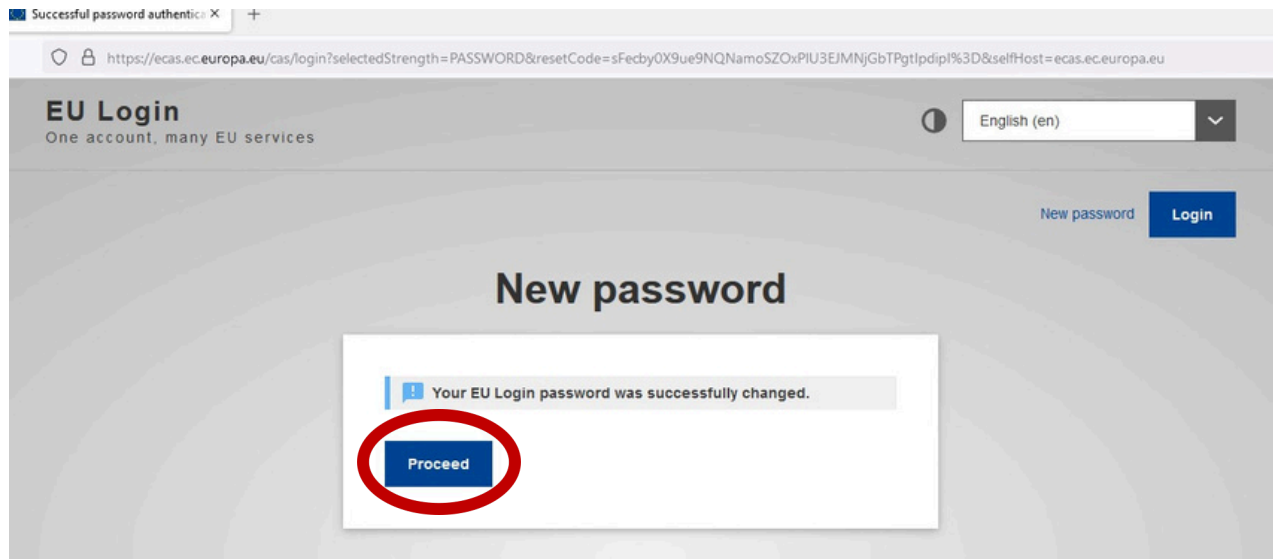 Successful password authentica
https://ecas.ec.europa.eu/cas/login?selectedStrength=PASSWORD&resetCode=sFecby0X9ue9NQNamoSZOxPIU3EJMNjGbTPgtIpdipI%3D&selfHost=ecas.ec.europa.eu
EU Login
One account, many EU services
English (en)
New password
Login
New password
Your EU Login password was successfully changed.
Proceed